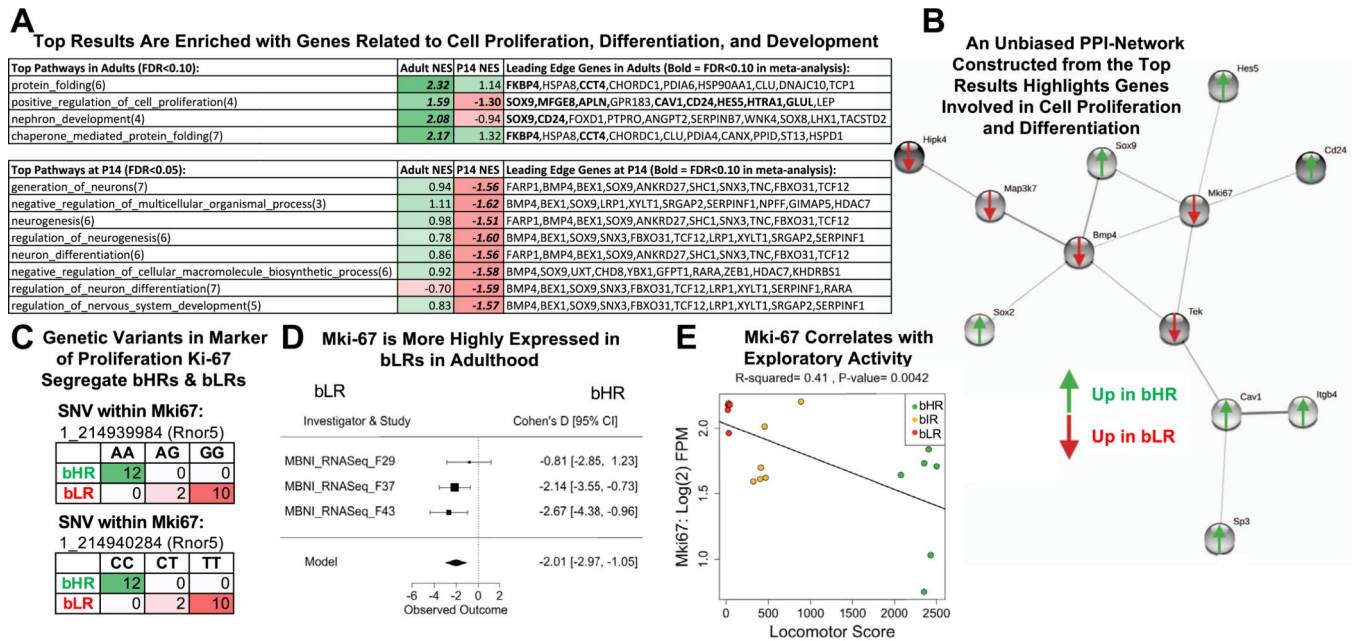 A
Top Results Are Enriched with Genes Related to Cell Proliferation, Differentiation, and Development
Top Pathways in Adults (FDR<0.10): Adult NES P14 NES Leading Edge Genes in Adults (Bold = FDR<0.10 in meta-analysis):
protein_folding(6) 2.32 1.14 FKBP4,HSPA8,CCT4,CHORDC1,PDIA6,HSP90AA1,CLU,DNAJC10,TCP1
positive_regulation_of_cell_proliferation(4) 1.59 -1.30 SOX9,MFGE8,APLN,GPR183,CAV1,CD24,HES5,HTRA1,GLUL,LEP
nephron_development(4) 2.08 -0.94 SOX9,CD24,FOXD1,PTPRO,ANGPT2,SERPINB7,WNK4,SOX8,LHX1,TACSTD2
chaperone_mediated_protein_folding(7) 2.17 1.32 FKBP4,HSPA8,CCT4,CHORDC1,CLU,PDIA4,CANX,PPID,ST13,HSPD1
Top Pathways at P14 (FDR<0.05): Adult NES P14 NES Leading Edge Genes at P14 (Bold = FDR<0.10 in meta-analysis):
generation_of_neurons(7) 0.94 -1.56 FARP1,BMP4,BEX1,SOX9,ANKRD27,SHC1,SNX3,TNC,FBXO31,TCF12
negative_regulation_of_multicellular_organismal_process(3) 1.11 -1.62 BMP4,BEX1,SOX9,LRP1,XYLT1,SRGAP2,SERPINF1,NPFF,GIMAP5,HDAC7
neurogenesis(6) 0.98 -1.51 FARP1,BMP4,BEX1,SOX9,ANKRD27,SHC1,SNX3,TNC,FBXO31,TCF12
regulation_of_neurogenesis(6) 0.78 -1.60 BMP4,BEX1,SOX9,SNX3,FBXO31,TCF12,LRP1,XYLT1,SRGAP2,SERPINF1
neuron_differentiation(6) 0.86 -1.56 FARP1,BMP4,BEX1,SOX9,ANKRD27,SHC1,SNX3,TNC,FBXO31,TCF12
negative_regulation_of_cellular_macromolecule_biosynthetic_process(6) 0.92 -1.58 BMP4,SOX9,UXT,CHD8,YBX1,GFPT1,RARA,ZEB1,HDAC7,KHDRBS1
regulation_of_neuron_differentiation(7) -0.70 -1.59 BMP4,BEX1,SOX9,SNX3,FBXO31,TCF12,LRP1,XYLT1,SERPINF1,RARA
regulation_of_nervous_system_development(5) 0.83 -1.57 BMP4,BEX1,SOX9,SNX3,FBXO31,TCF12,LRP1,XYLT1,SRGAP2,SERPINF1
B
An Unbiased PPI-Network
Constructed from the Top
Results Highlights Genes
Involved in Cell Proliferation
and Differentiation
Hes5
Hipk4
Sox9
Cd24
Map3k7
Mki67
Bmp4
Sox2
Tek
Cav1
Itgb4
Sp3
Up in bHR
Up in bLR
C
Genetic Variants in Marker
of Proliferation Ki-67
Segregate bHRs & bLRs
SNV within Mki67:
1_214939984 (Rnor5)
AA AG GG
bHR 12 0 0
bLR 0 2 10
SNV within Mki67:
1_214940284 (Rnor5)
CC CT TT
bHR 12 0 0
bLR 0 2 10
D
Mki-67 is More Highly Expressed in
bLRs in Adulthood
bLR bHR
Investigator & Study Cohen's D [95% CI]
MBNI_RNASeq_F29 -0.81 [-2.85, 1.23]
MBNI_RNASeq_F37 -2.14 [-3.55, -0.73]
MBNI_RNASeq_F43 -2.67 [-4.38, -0.96]
Model -2.01 [-2.97, -1.05]
-6 -4 -2 0 2
Observed Outcome
E
Mki-67 Correlates with
Exploratory Activity
R-squared= 0.41 , P-value= 0.0042
bHR
bIR
bLR
Mki67: Log(2) FPM
2.0
1.5
1.0
0 500 1000 1500 2000 2500
Locomotor Score